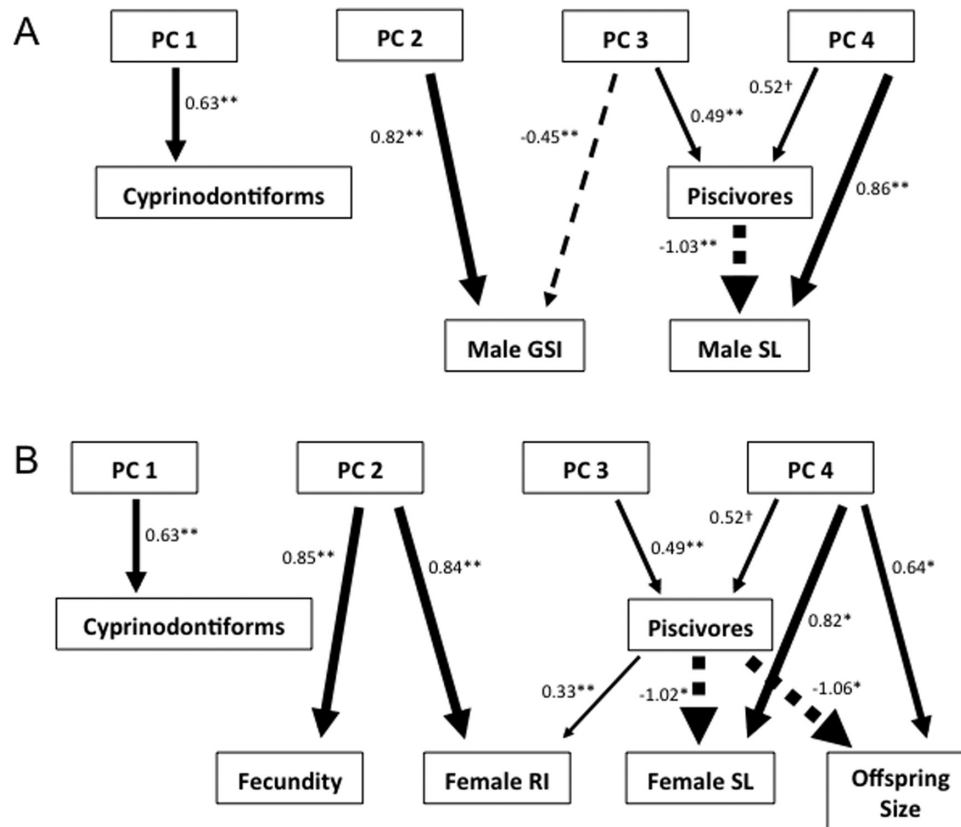 A
PC 1
PC 2
PC 3
PC 4
0.63**
0.82**
-0.45**
0.49**
0.52†
0.86**
Cyprinodontiforms
Piscivores
-1.03**
Male GSI
Male SL
B
PC 1
PC 2
PC 3
PC 4
0.63**
0.85**
0.84**
0.49**
0.52†
0.82*
0.64*
Cyprinodontiforms
Piscivores
0.33**
-1.02*
-1.06*
Fecundity
Female RI
Female SL
Offspring
Size